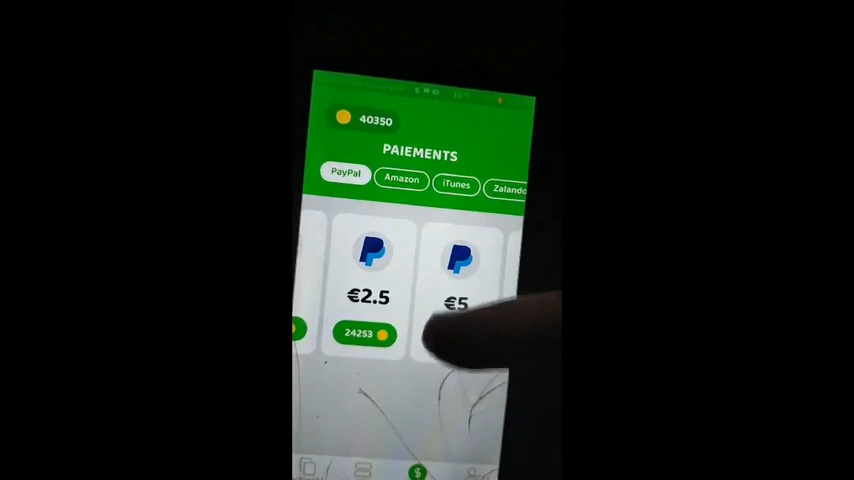 40350
PAIEMENTS
PayPal
Amazon
iTunes
Zalando
€2.5
€5
24253